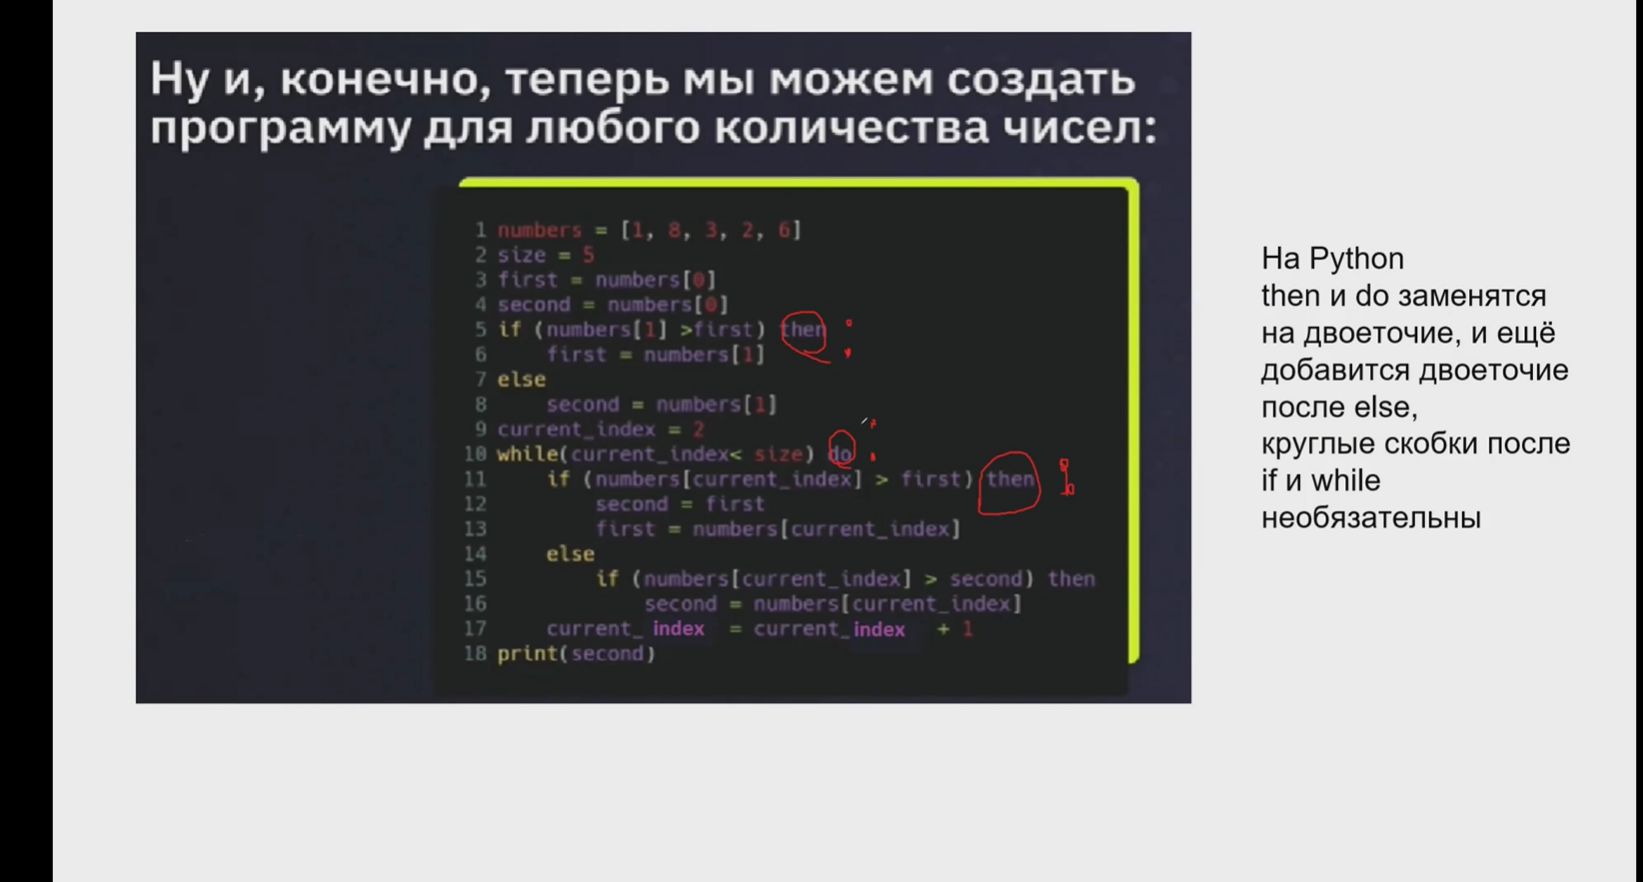 Ну и, конечно, теперь мы можем создать
программу для любого количества чисел:
1 numbers = [1, 8, 3, 2, 6]
2 size = 5
3 first = numbers[0]
4 second = numbers[0]
5 if (numbers[1] >first) then :
6     first = numbers[1]
7 else
8     second = numbers[1]
9 current_index = 2
10 while(current_index< size) do :
11     if (numbers[current_index] > first) then :
12         second = first
13         first = numbers[current_index]
14     else
15         if (numbers[current_index] > second) then
16             second = numbers[current_index]
17     current_ index = current_index + 1
18 print(second)
На Python
then и do заменятся
на двоеточие, и ещё
добавится двоеточие
после else,
круглые скобки после
if и while
необязательны